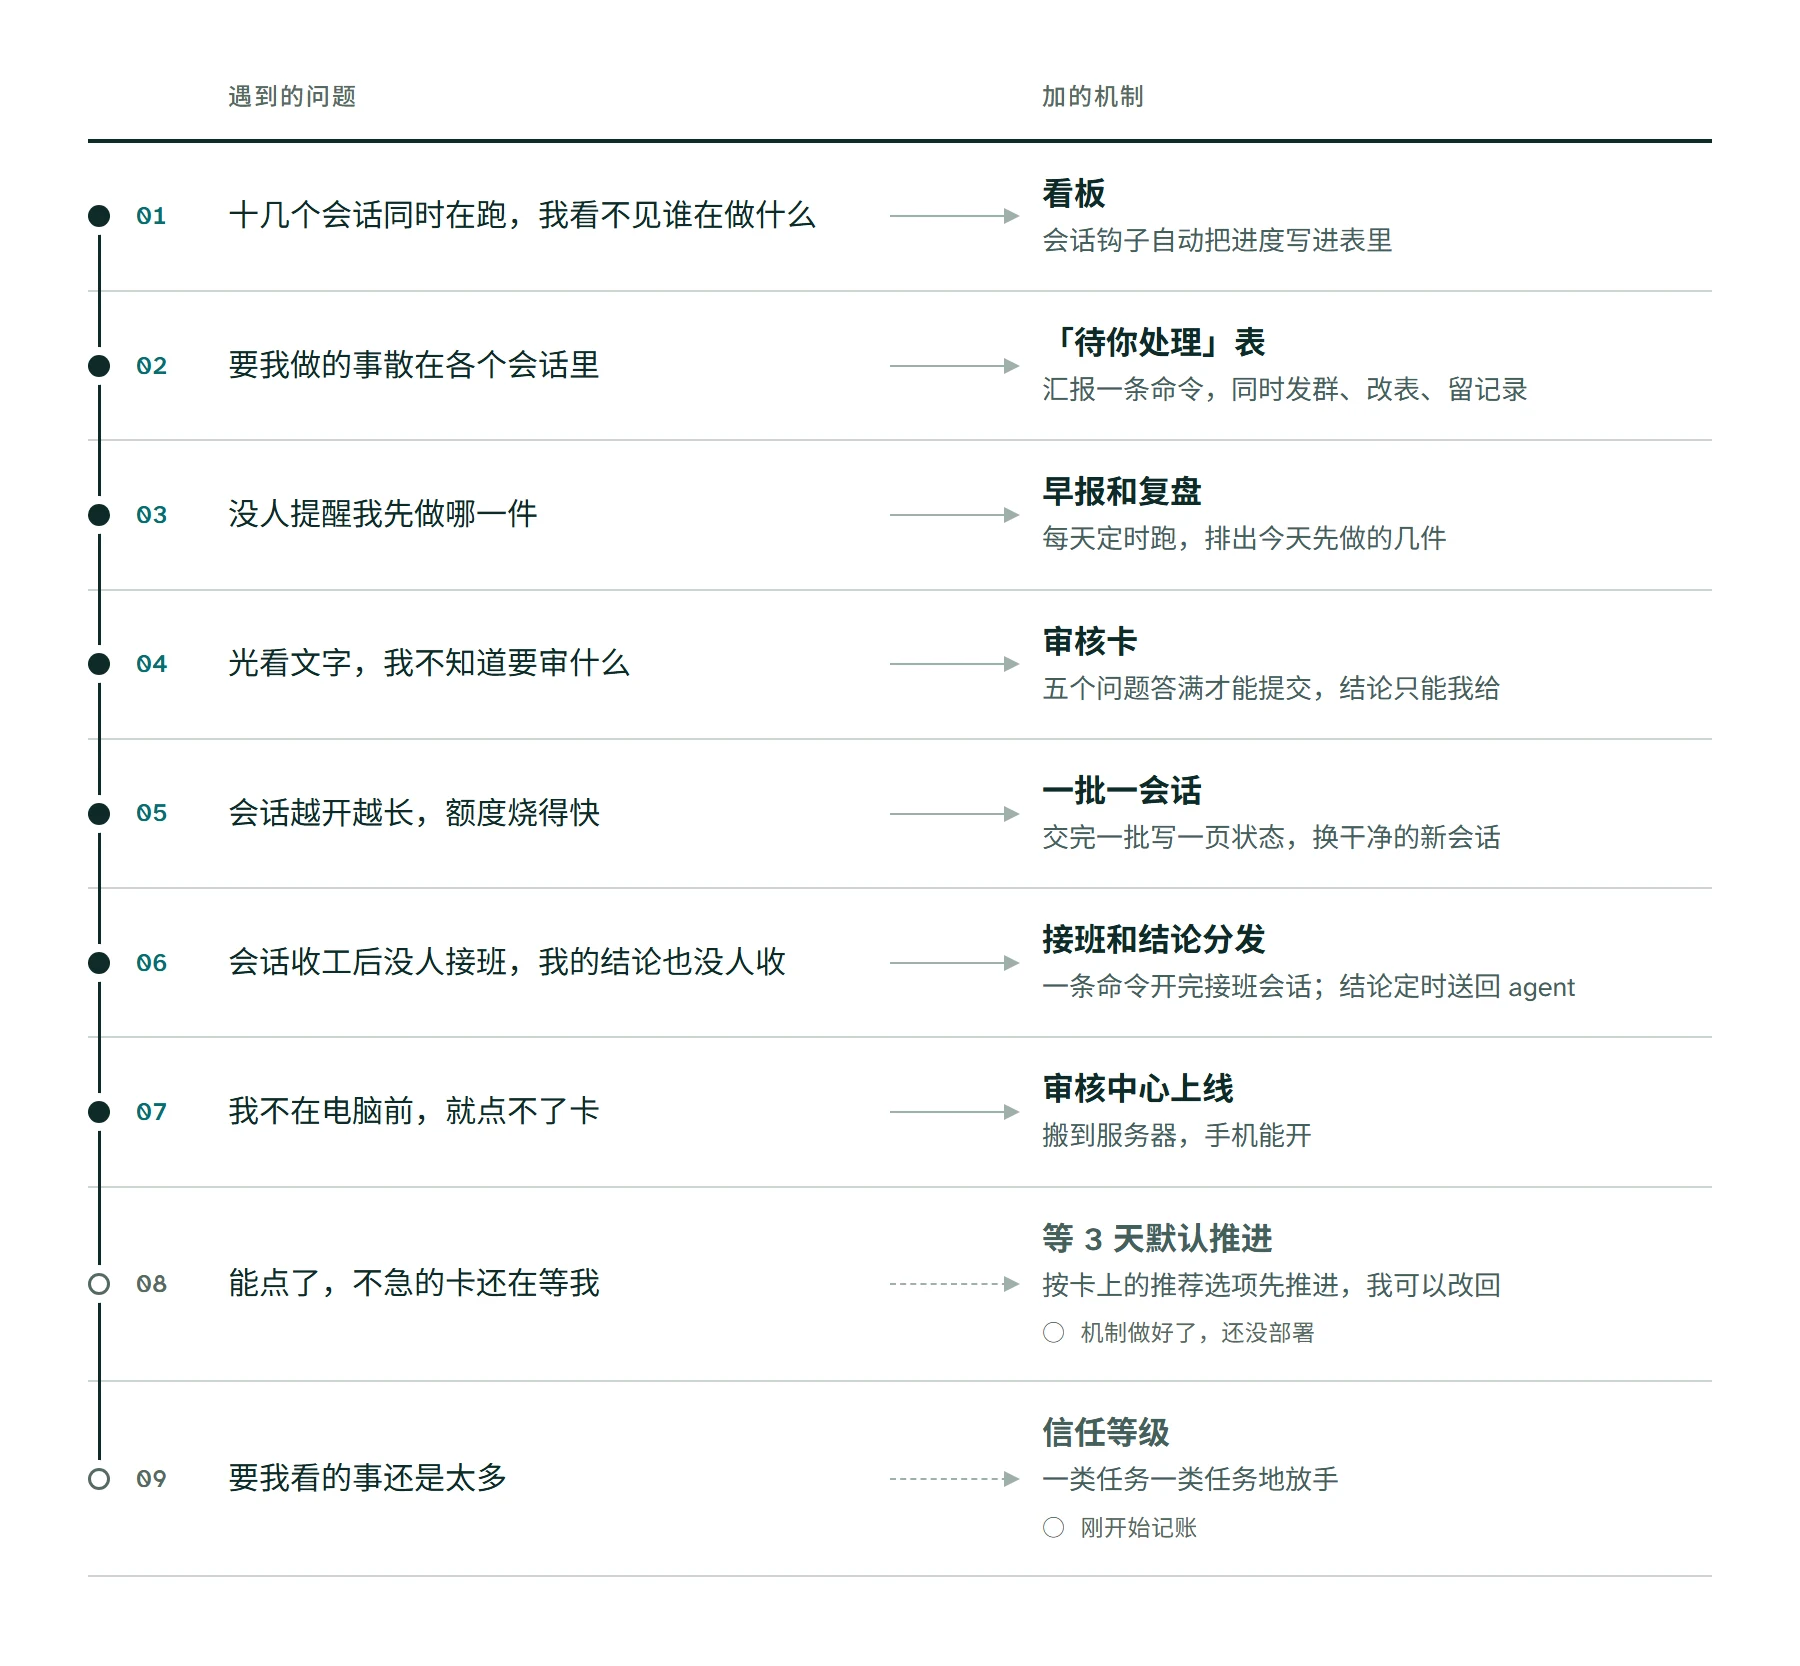 遇到的问题
加的机制
01
十几个会话同时在跑，我看不见谁在做什么
看板
会话钩子自动把进度写进表里
02
要我做的事散在各个会话里
「待你处理」表
汇报一条命令，同时发群、改表、留记录
03
没人提醒我先做哪一件
早报和复盘
每天定时跑，排出今天先做的几件
04
光看文字，我不知道要审什么
审核卡
五个问题答满才能提交，结论只能我给
05
会话越开越长，额度烧得快
一批一会话
交完一批写一页状态，换干净的新会话
06
会话收工后没人接班，我的结论也没人收
接班和结论分发
一条命令开完接班会话；结论定时送回 agent
07
我不在电脑前，就点不了卡
审核中心上线
搬到服务器，手机能开
08
能点了，不急的卡还在等我
等 3 天默认推进
按卡上的推荐选项先推进，我可以改回
机制做好了，还没部署
09
要我看的事还是太多
信任等级
一类任务一类任务地放手
刚开始记账